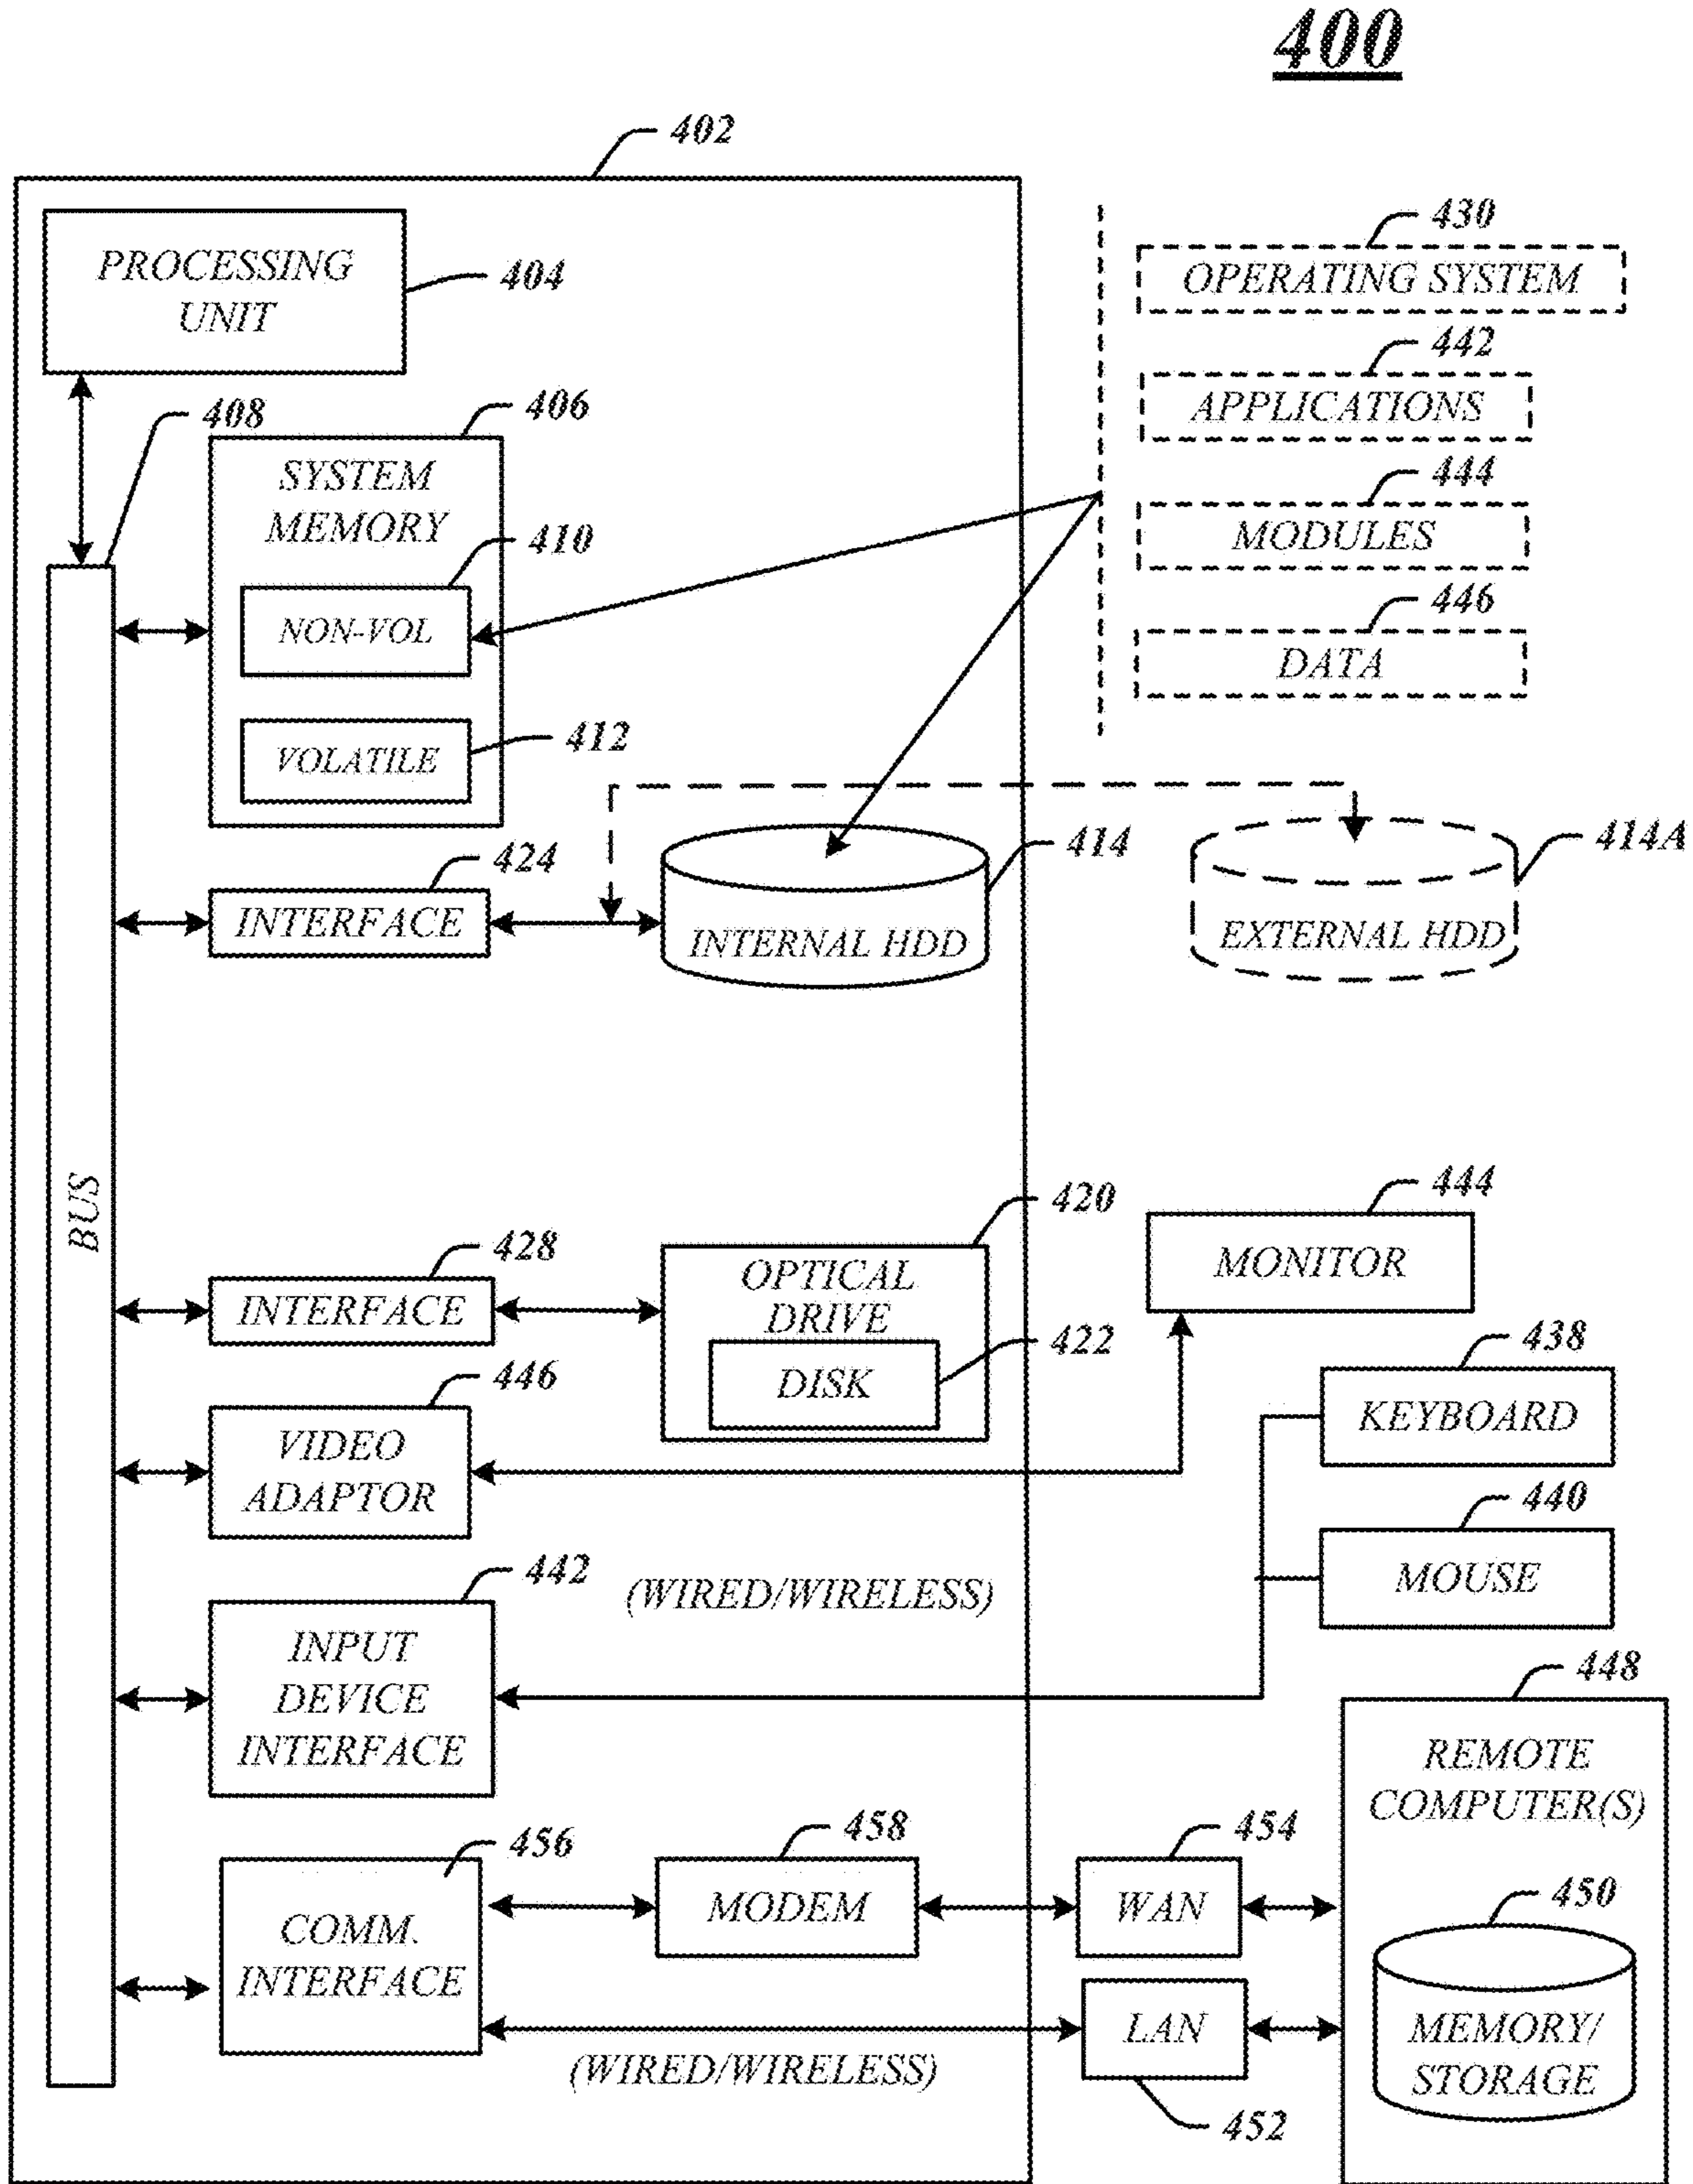 400
402
PROCESSING
UNIT
404
430
OPERATING SYSTEM
442
APPLICATIONS
444
MODULES
446
DATA
408
406
SYSTEM
MEMORY
410
NON-VOL
412
VOLATILE
424
INTERFACE
414
INTERNAL HDD
414A
EXTERNAL HDD
BUS
428
INTERFACE
420
OPTICAL
DRIVE
422
DISK
444
MONITOR
446
VIDEO
ADAPTOR
438
KEYBOARD
440
MOUSE
442
INPUT
DEVICE
INTERFACE
(WIRED/WIRELESS)
448
REMOTE
COMPUTER(S)
456
COMM.
INTERFACE
458
MODEM
454
WAN
450
MEMORY/
STORAGE
LAN
452
(WIRED/WIRELESS)